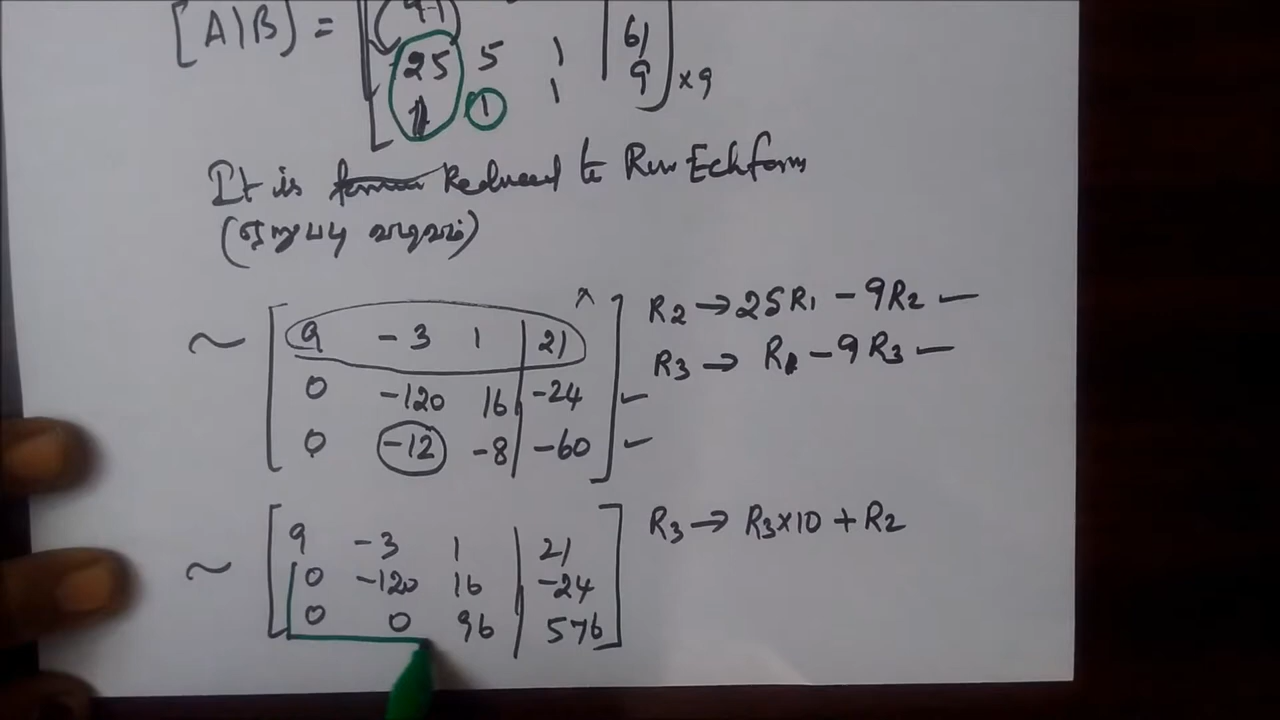 [A|B] =
25 5 1 | 61
1 1 1 | 9 ×9
It is Reduced to Row Ech form
~ [ 9 -3 1 | 21 ] R2 → 25R1 - 9R2
R3 → R1 - 9R3
0 -120 16 | -24
0 -12 -8 | -60
~ [ 9 -3 1 | 21 ] R3 → R3×10 + R2
0 -120 16 | -24
0 0 96 | 576